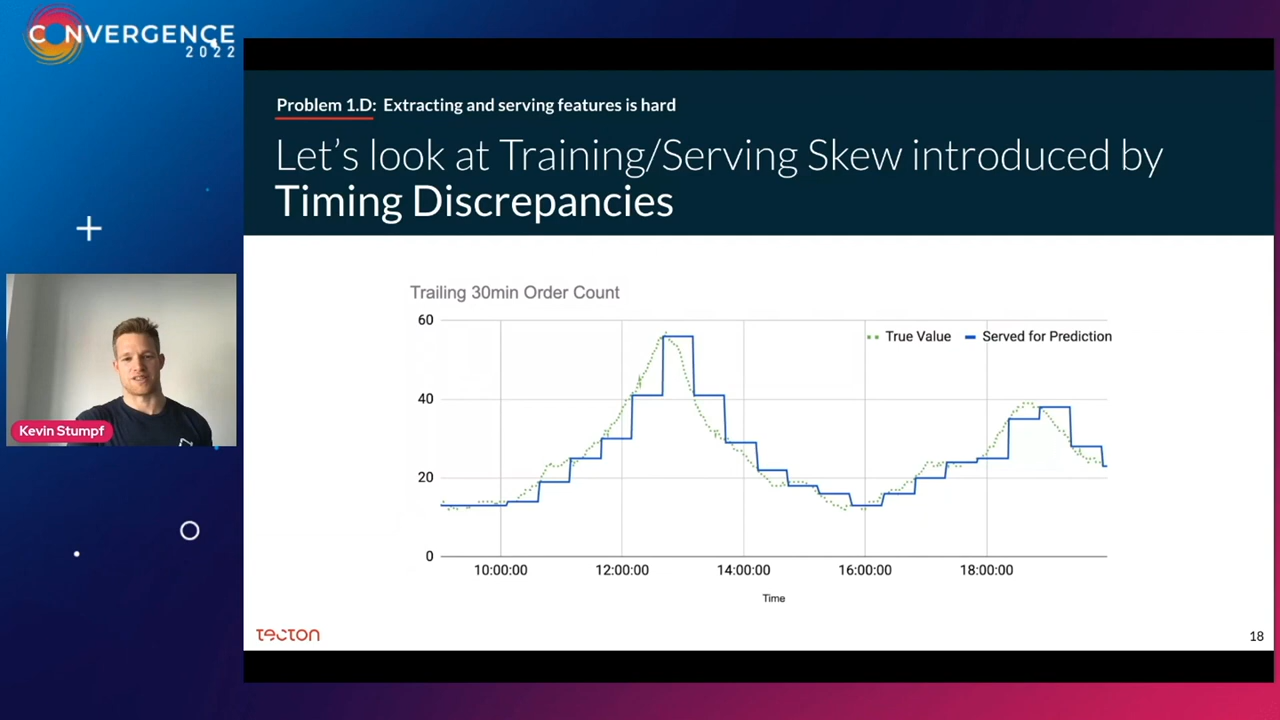 CONVERGENCE
2022
Problem 1.D: Extracting and serving features is hard
Let's look at Training/Serving Skew introduced by
Timing Discrepancies
Kevin Stumpf
Trailing 30min Order Count
60
True Value
Served for Prediction
40
20
0
10:00:00
12:00:00
14:00:00
16:00:00
18:00:00
Time
TECTON
18